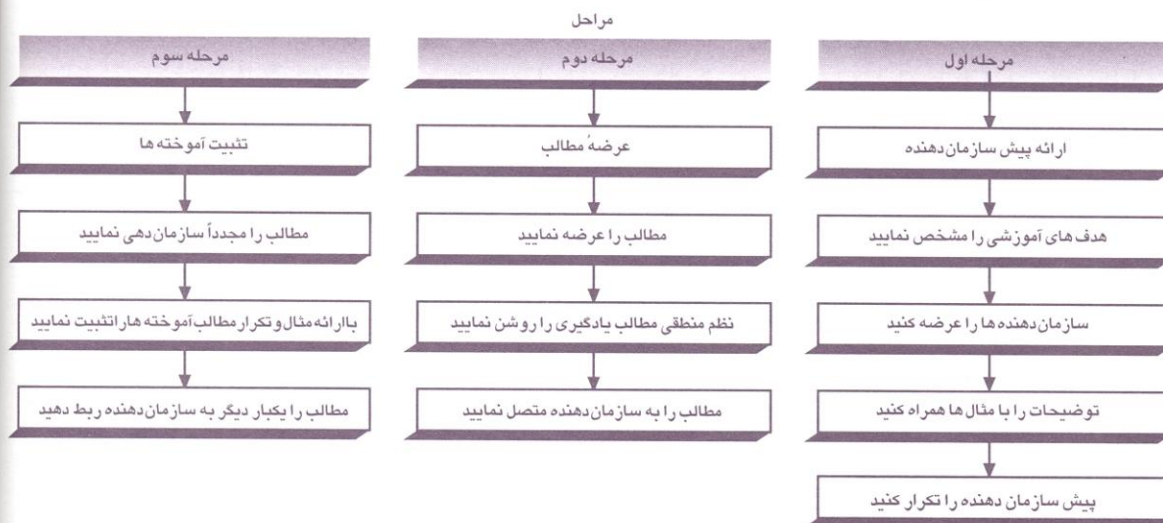 مراحل
مرحله اول
ارائه پیش سازمان‌دهنده
هدف های آموزشی را مشخص نمایید
سازمان‌دهنده ها را عرضه کنید
توضیحات را با مثال ها همراه کنید
پیش سازمان دهنده را تکرار کنید
مرحله دوم
عرضهٔ مطالب
مطالب را عرضه نمایید
نظم منطقی مطالب یادگیری را روشن نمایید
مطالب را به سازمان‌دهنده متصل نمایید
مرحله سوم
تثبیت آموخته ها
مطالب را مجدداً سازمان‌دهی نمایید
باارائه مثال و تکرار مطالب آموخته هاراتثبیت نمایید
مطالب را یکبار دیگر به سازمان‌دهنده ربط دهید